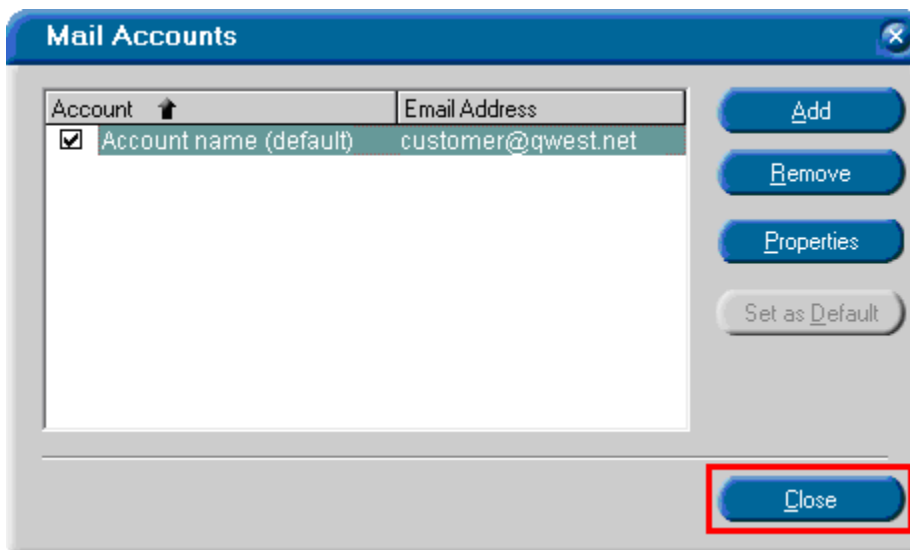 Mail Accounts
Account Email Address
Account name (default) customer@qwest.net
Add
Remove
Properties
Set as Default
Close